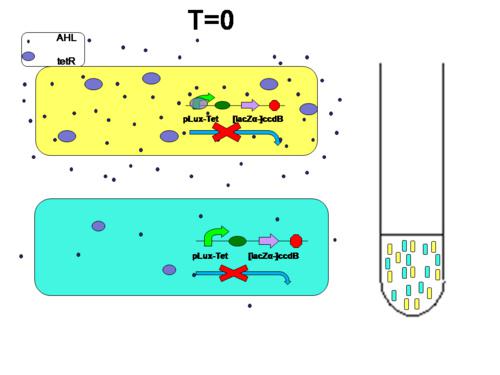 T=0
AHL
tetR
pLux-Tet [lacZα-]ccdB
pLux-Tet [lacZα-]ccdB